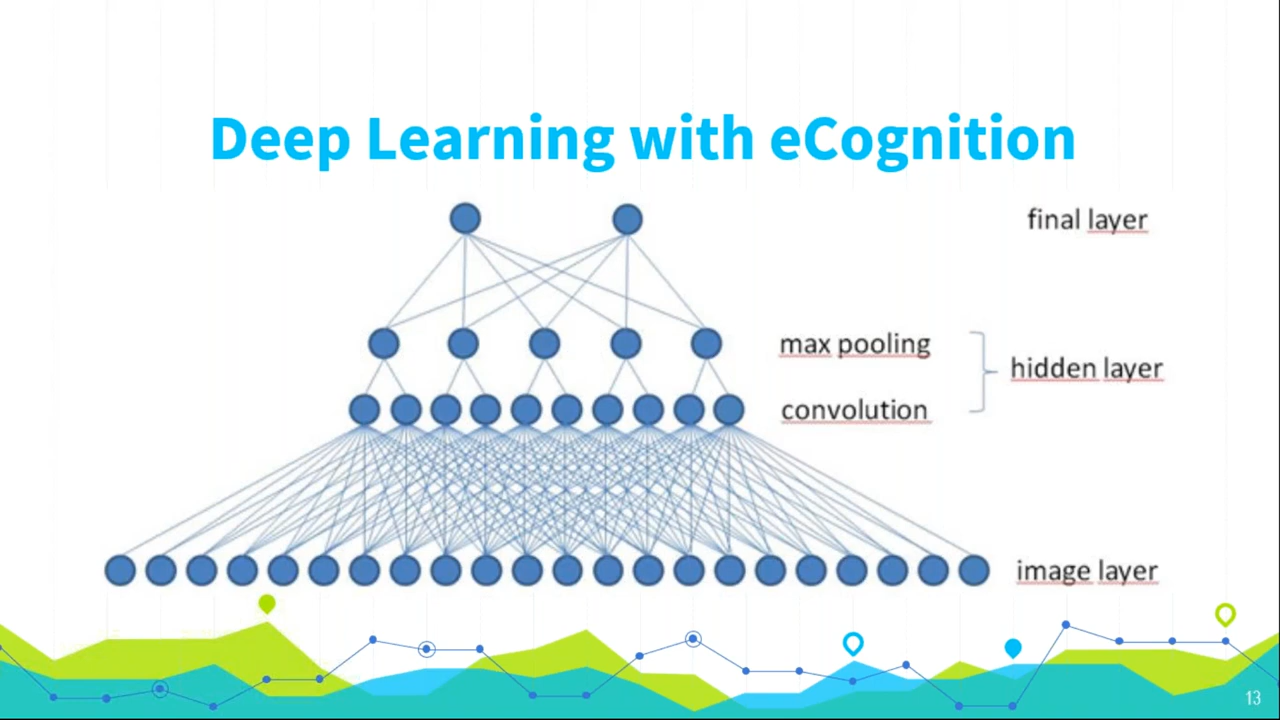 Deep Learning with eCognition
final layer
max pooling
hidden layer
convolution
image layer
13